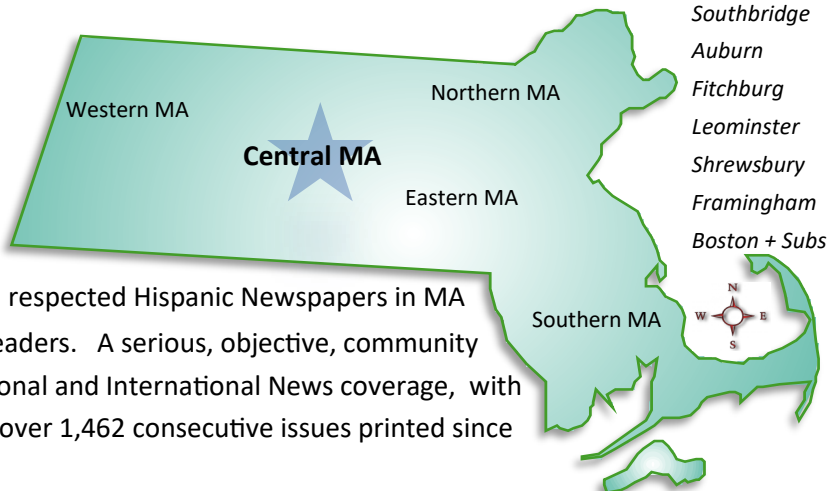 Southbridge
Auburn
Fitchburg
Leominster
Shrewsbury
Framingham
Boston + Subs
Western MA
Northern MA
Central MA
Eastern MA
Southern MA
N
W E
S
respected Hispanic Newspapers in MA
eaders. A serious, objective, community
onal and International News coverage, with
over 1,462 consecutive issues printed since